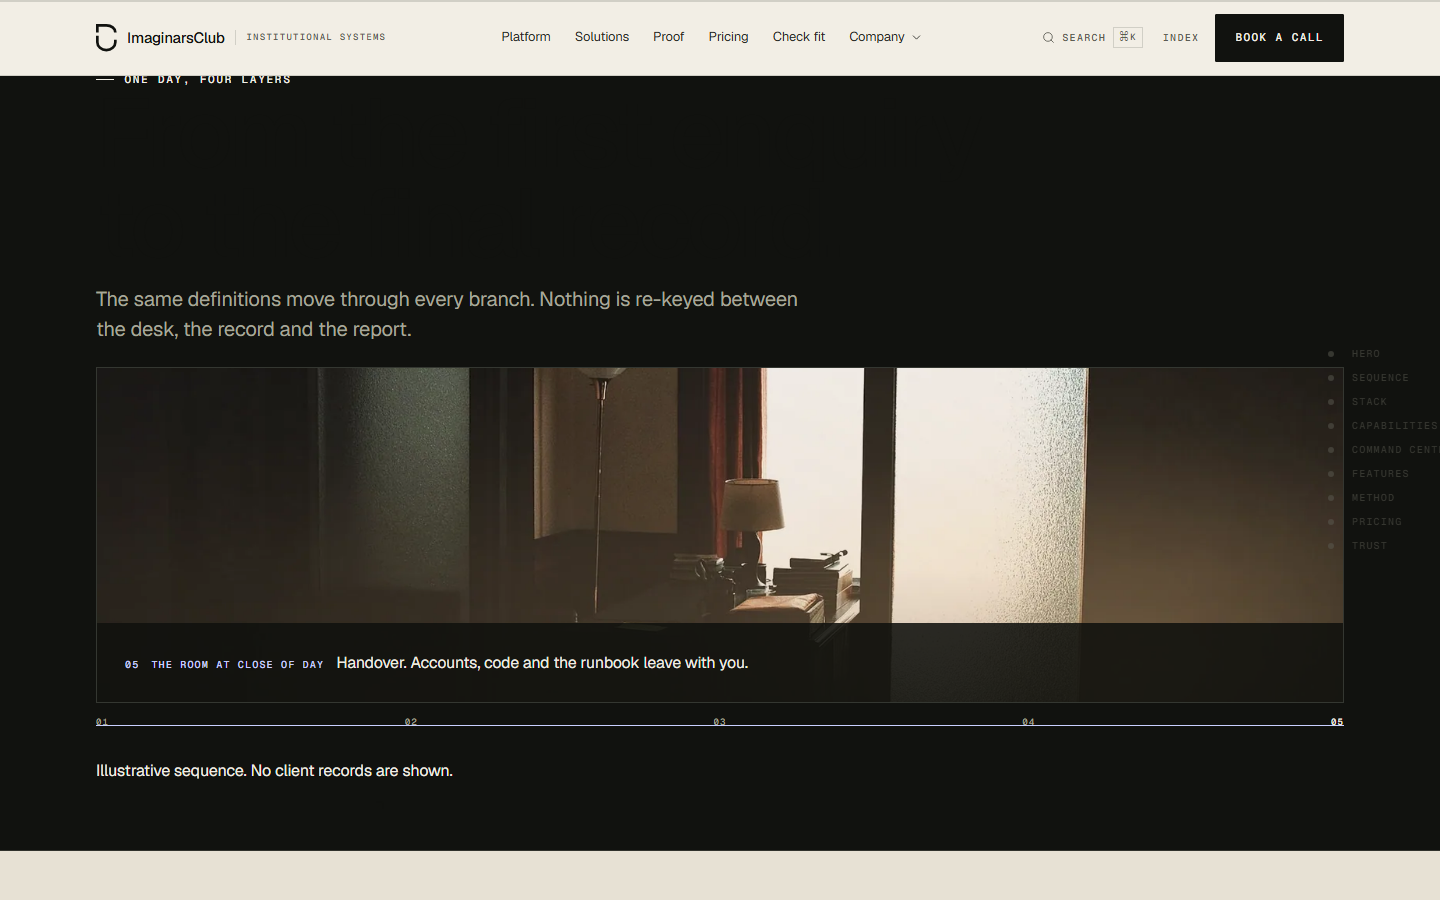 ImaginarsClub
INSTITUTIONAL SYSTEMS
Platform
Solutions
Proof
Pricing
Check fit
Company
SEARCH
⌘K
INDEX
BOOK A CALL
ONE DAY, FOUR LAYERS
The same definitions move through every branch. Nothing is re-keyed between
the desk, the record and the report.
HERO
SEQUENCE
STACK
CAPABILITIES
COMMAND CENT
FEATURES
METHOD
PRICING
TRUST
05 THE ROOM AT CLOSE OF DAY Handover. Accounts, code and the runbook leave with you.
01 02 03 04 05
Illustrative sequence. No client records are shown.